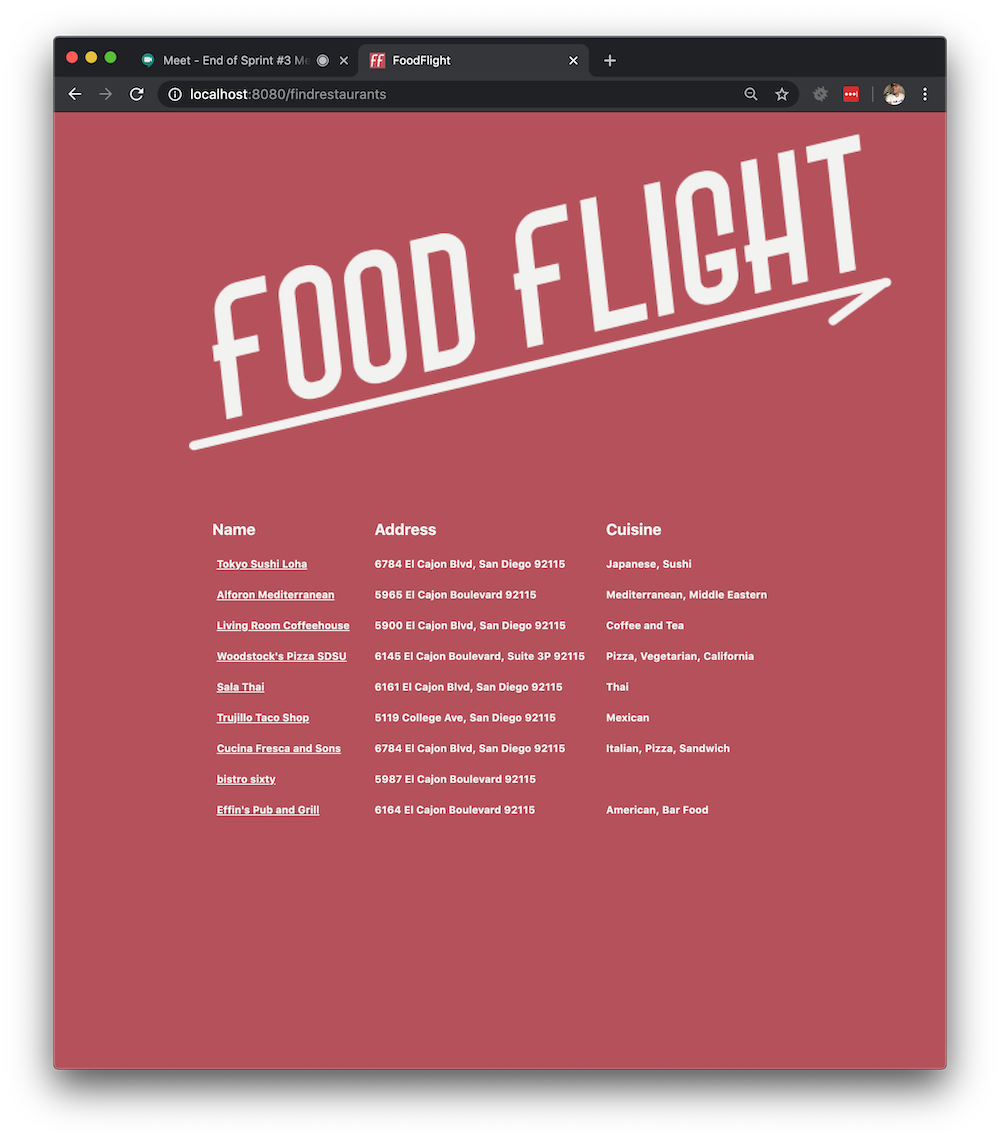 Meet - End of Sprint #3 Me
FF FoodFlight
localhost:8080/findrestaurants
FOOD FLIGHT
Name Address Cuisine
Tokyo Sushi Loha 6784 El Cajon Blvd, San Diego 92115 Japanese, Sushi
Alforon Mediterranean 5965 El Cajon Boulevard 92115 Mediterranean, Middle Eastern
Living Room Coffeehouse 5900 El Cajon Blvd, San Diego 92115 Coffee and Tea
Woodstock's Pizza SDSU 6145 El Cajon Boulevard, Suite 3P 92115 Pizza, Vegetarian, California
Sala Thai 6161 El Cajon Blvd, San Diego 92115 Thai
Trujillo Taco Shop 5119 College Ave, San Diego 92115 Mexican
Cucina Fresca and Sons 6784 El Cajon Blvd, San Diego 92115 Italian, Pizza, Sandwich
bistro sixty 5987 El Cajon Boulevard 92115
Effin's Pub and Grill 6164 El Cajon Boulevard 92115 American, Bar Food